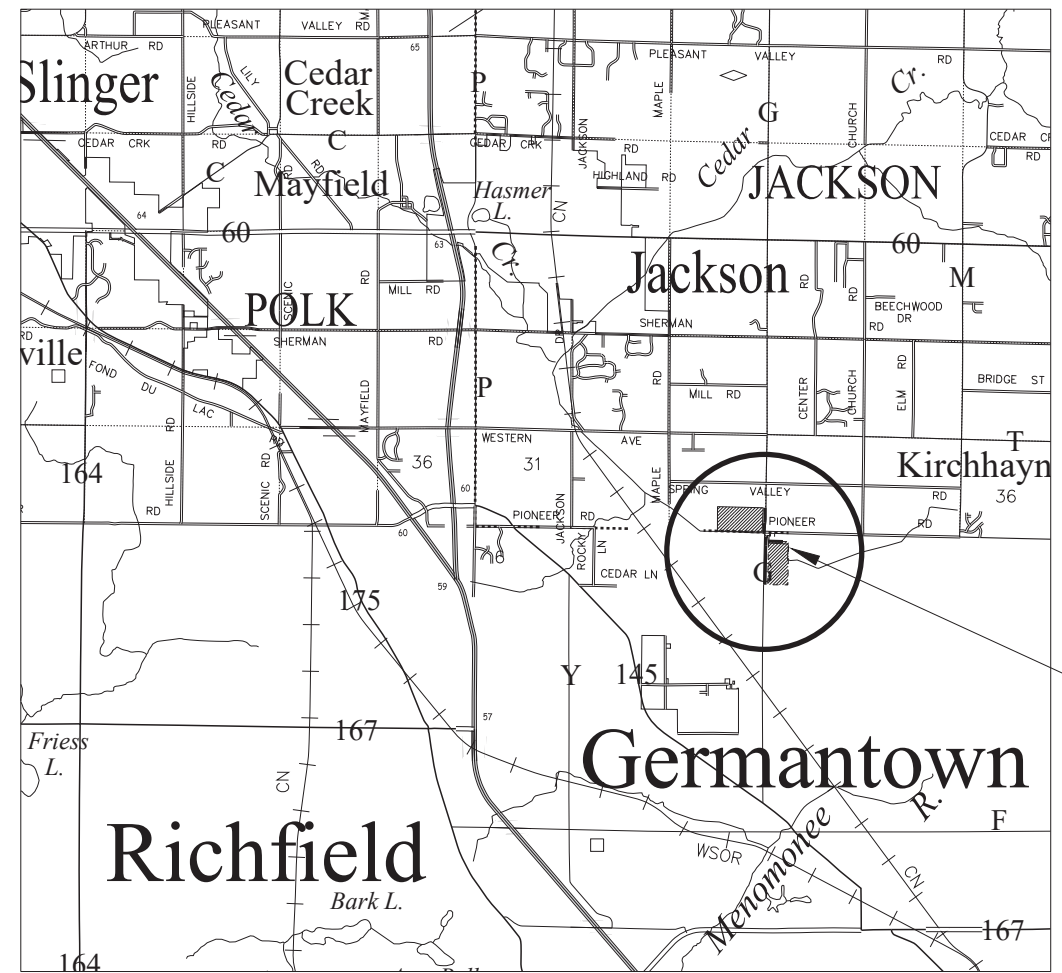 PLEASANT VALLEY RD
ARTHUR RD
65
PLEASANT VALLEY RD
Slinger
HILLSIDE
LILY
Cedar
Cedar
Creek
P
MAPLE
G
CHURCH
Cr.
CEDAR CRK RD
C
CEDAR CRK
JACKSON
RD
Cedar
CEDAR
RD
C
RD
RD
Mayfield
HIGHLAND RD
JACKSON
Hasmer
L.
64
60
63
CN
60
Cr.
Jackson
M
POLK
SCENIC
RD
MILL RD
RD
RD
BEECHWOOD
DR
RD
SHERMAN
RD
SHERMAN
RD
DR
ville
FOND DU LAC
RD
HILLSIDE
RD
MAYFIELD
P
RD
MILL RD
CENTER
CHURCH
ELM RD
BRIDGE ST
WESTERN AVE
T
164
36
31
Kirchhayn
36
HILLSIDE
RD
SCENIC
RD
60
JACKSON
MAPLE
SPRING VALLEY RD
PIONEER RD
60
PIONEER RD
ROCKY LN
CEDAR LN
G
59
175
Y
145
57
167
Friess
L.
CN
Germantown
Richfield
Bark L.
WSOR
Menomonee R.
F
CN
167
164